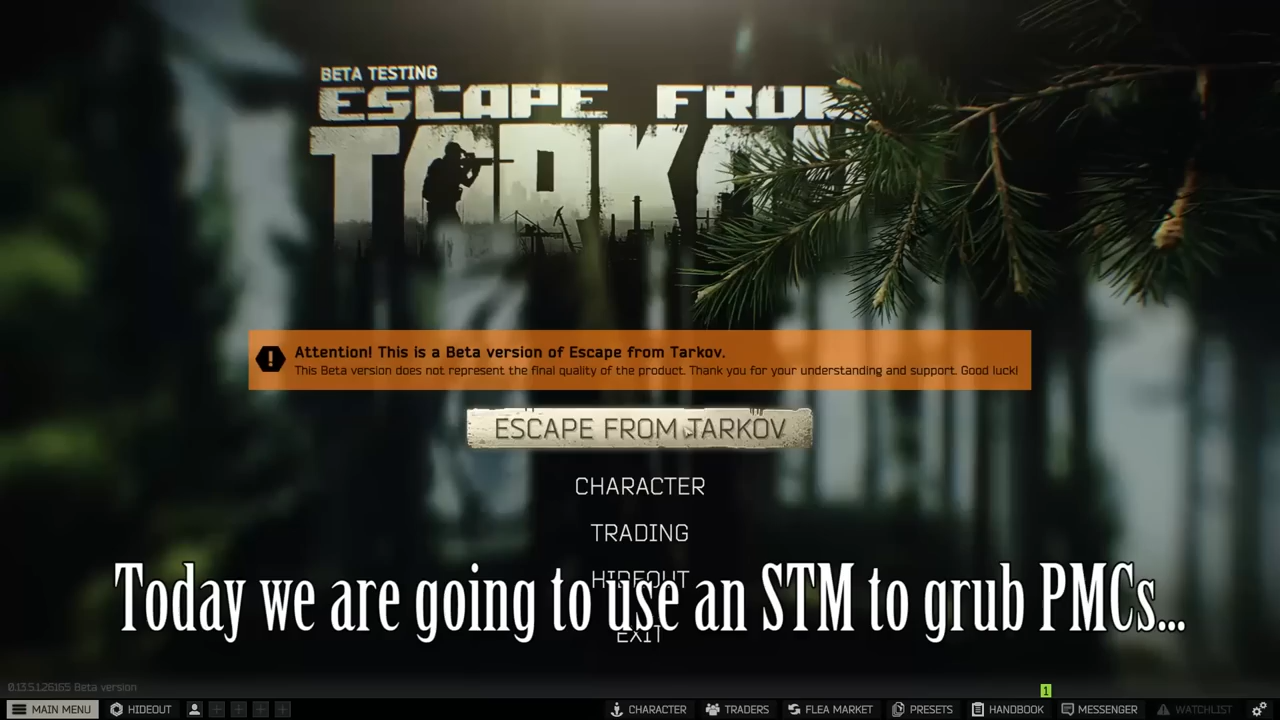 BETA TESTING
ESCAPE FROM
TARKOV
Attention! This is a Beta version of Escape from Tarkov.
This Beta version does not represent the final quality of the product. Thank you for your understanding and support. Good luck!
ESCAPE FROM TARKOV
CHARACTER
TRADING
HIDEOUT
Today we are going to use an STM to grub PMCs...
EXIT
0.13.5.1.26165 Beta version
1
MAIN MENU HIDEOUT CHARACTER TRADERS FLEA MARKET PRESETS HANDBOOK MESSENGER WATCHLIST